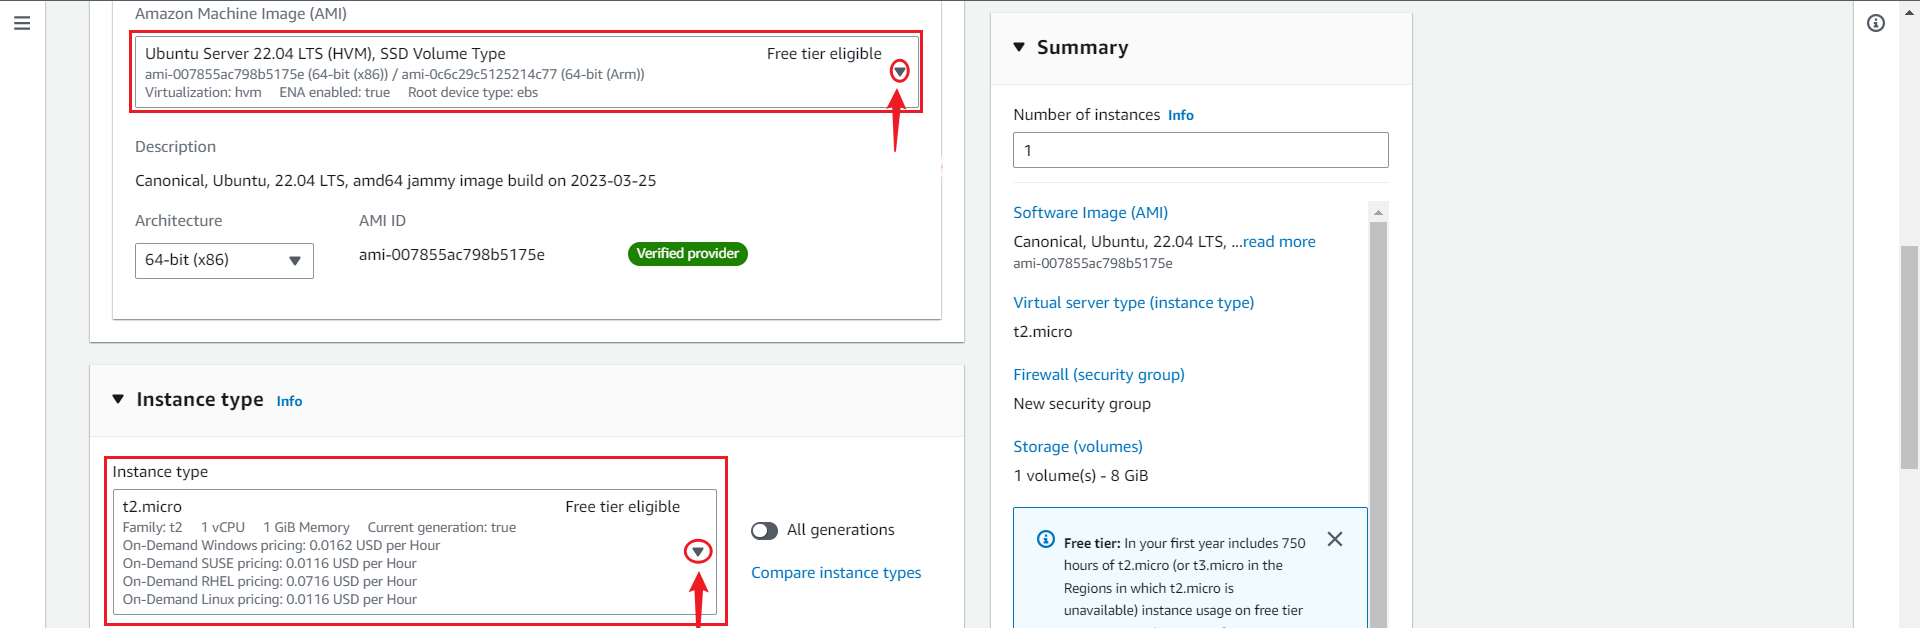 Amazon Machine Image (AMI)
Ubuntu Server 22.04 LTS (HVM), SSD Volume Type
Free tier eligible
ami-007855ac798b5175e (64-bit (x86)) / ami-0c6c29c5125214c77 (64-bit (Arm))
Virtualization: hvm ENA enabled: true Root device type: ebs
Description
Canonical, Ubuntu, 22.04 LTS, amd64 jammy image build on 2023-03-25
Architecture
AMI ID
64-bit (x86)
ami-007855ac798b5175e
Verified provider
Instance type Info
Instance type
t2.micro
Free tier eligible
Family: t2 1 vCPU 1 GiB Memory Current generation: true
On-Demand Windows pricing: 0.0162 USD per Hour
On-Demand SUSE pricing: 0.0116 USD per Hour
On-Demand RHEL pricing: 0.0716 USD per Hour
On-Demand Linux pricing: 0.0116 USD per Hour
All generations
Compare instance types
Summary
Number of instances Info
1
Software Image (AMI)
Canonical, Ubuntu, 22.04 LTS, ...read more
ami-007855ac798b5175e
Virtual server type (instance type)
t2.micro
Firewall (security group)
New security group
Storage (volumes)
1 volume(s) - 8 GiB
Free tier: In your first year includes 750
hours of t2.micro (or t3.micro in the
Regions in which t2.micro is
unavailable) instance usage on free tier